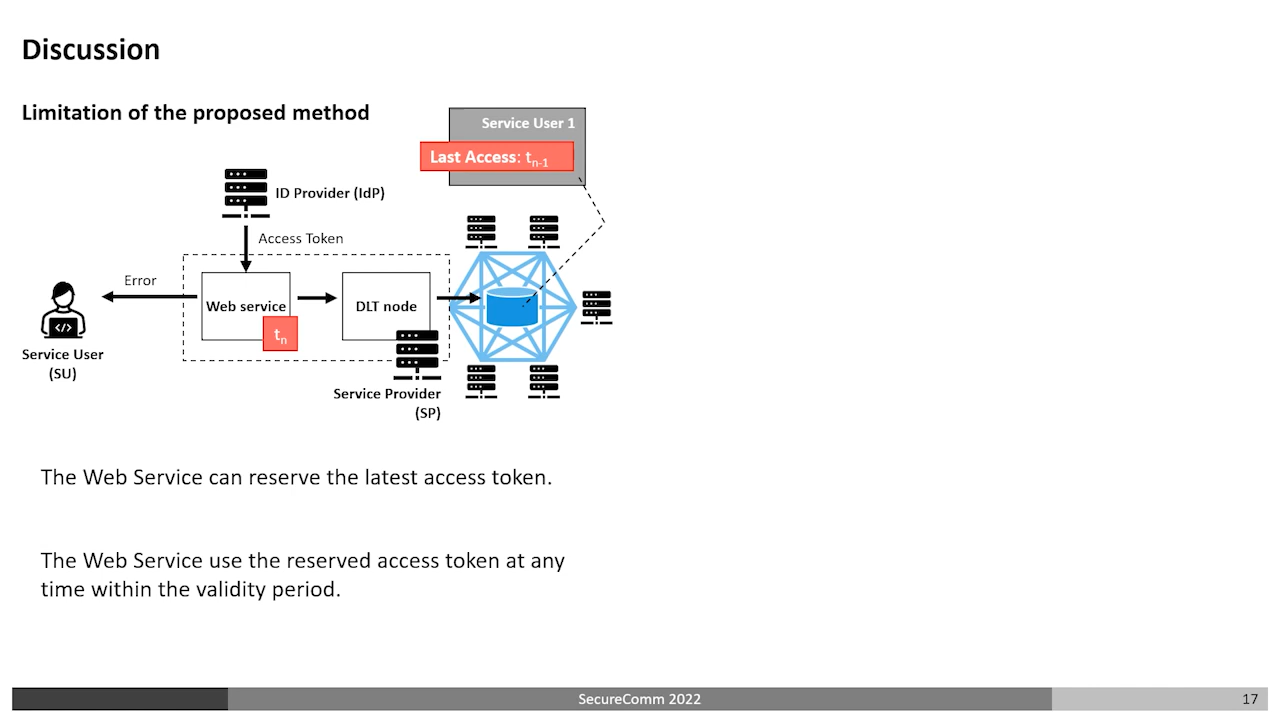 Discussion
Limitation of the proposed method
Service User 1
Last Access: tn-1
ID Provider (IdP)
Access Token
Error
Web service
DLT node
tn
Service User
(SU)
Service Provider
(SP)
The Web Service can reserve the latest access token.
The Web Service use the reserved access token at any
time within the validity period.
SecureComm 2022
17